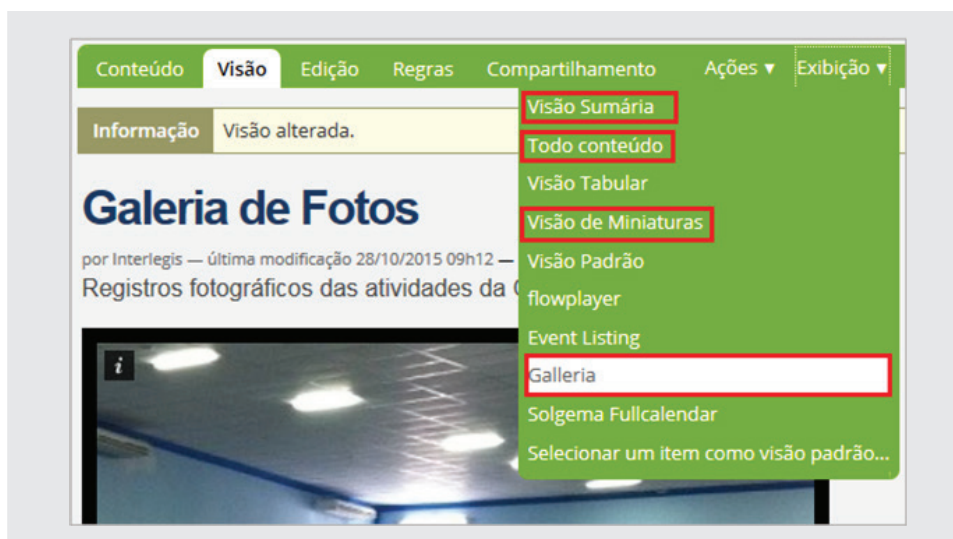 Conteúdo Visão Edição Regras Compartilhamento Ações ▼ Exibição ▼
Visão Sumária
Informação Visão alterada.
Todo conteúdo
Visão Tabular
Galeria de Fotos
Visão de Miniaturas
por Interlegis — última modificação 28/10/2015 09h12 —
Visão Padrão
Registros fotográficos das atividades da
flowplayer
Event Listing
i
Galleria
Solgema Fullcalendar
Selecionar um item como visão padrão...